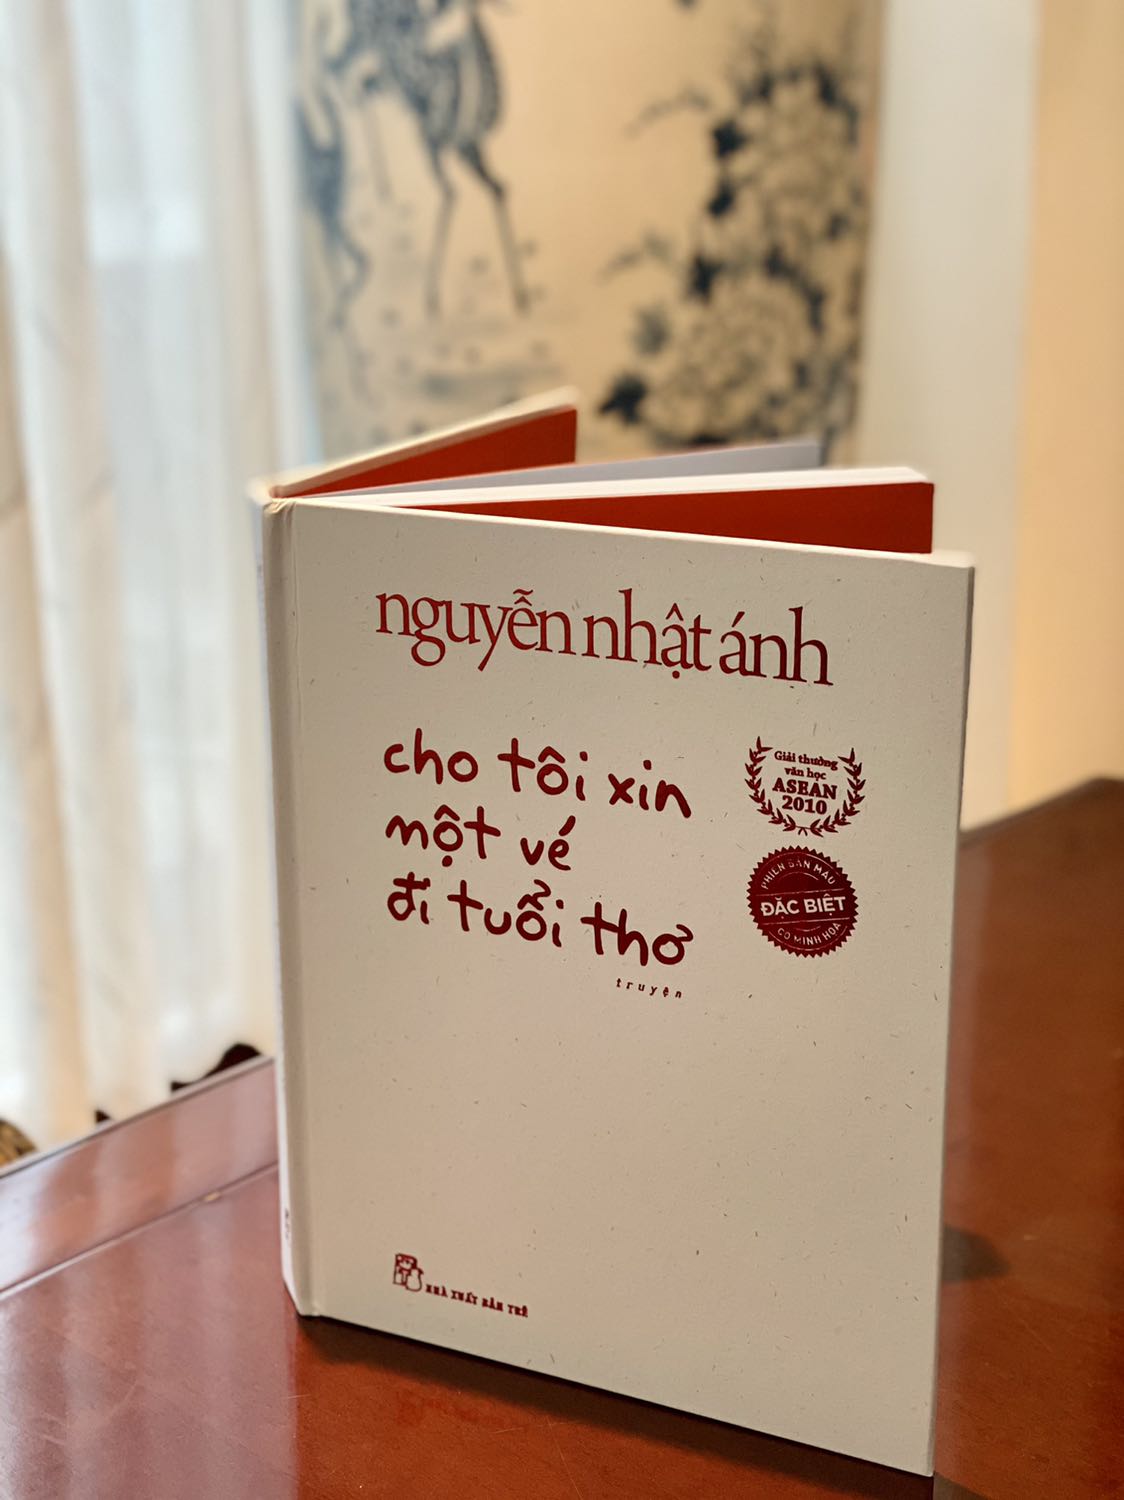 nguyễn nhật ánh
cho tôi xin
một vé
đi tuổi thơ
truyện
Giải thưởng
văn học
ASEAN
2010
PHIÊN BẢN MÀU
ĐẶC BIỆT
CÓ MINH HỌA
NHÀ XUẤT BẢN TRẺ